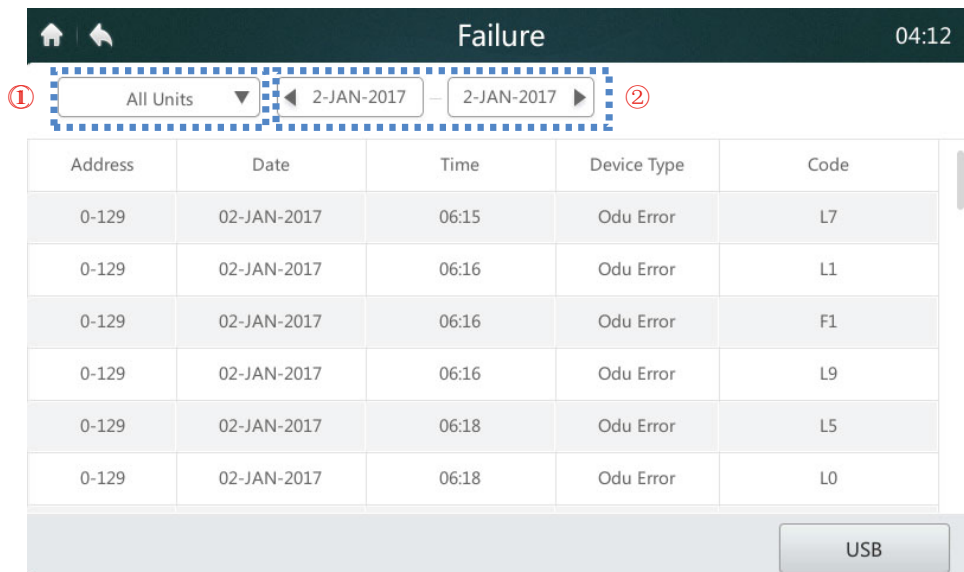 Failure 04:12
① All Units 2-JAN-2017 – 2-JAN-2017 ②
Address Date Time Device Type Code
0-129 02-JAN-2017 06:15 Odu Error L7
0-129 02-JAN-2017 06:16 Odu Error L1
0-129 02-JAN-2017 06:16 Odu Error F1
0-129 02-JAN-2017 06:16 Odu Error L9
0-129 02-JAN-2017 06:18 Odu Error L5
0-129 02-JAN-2017 06:18 Odu Error L0
USB